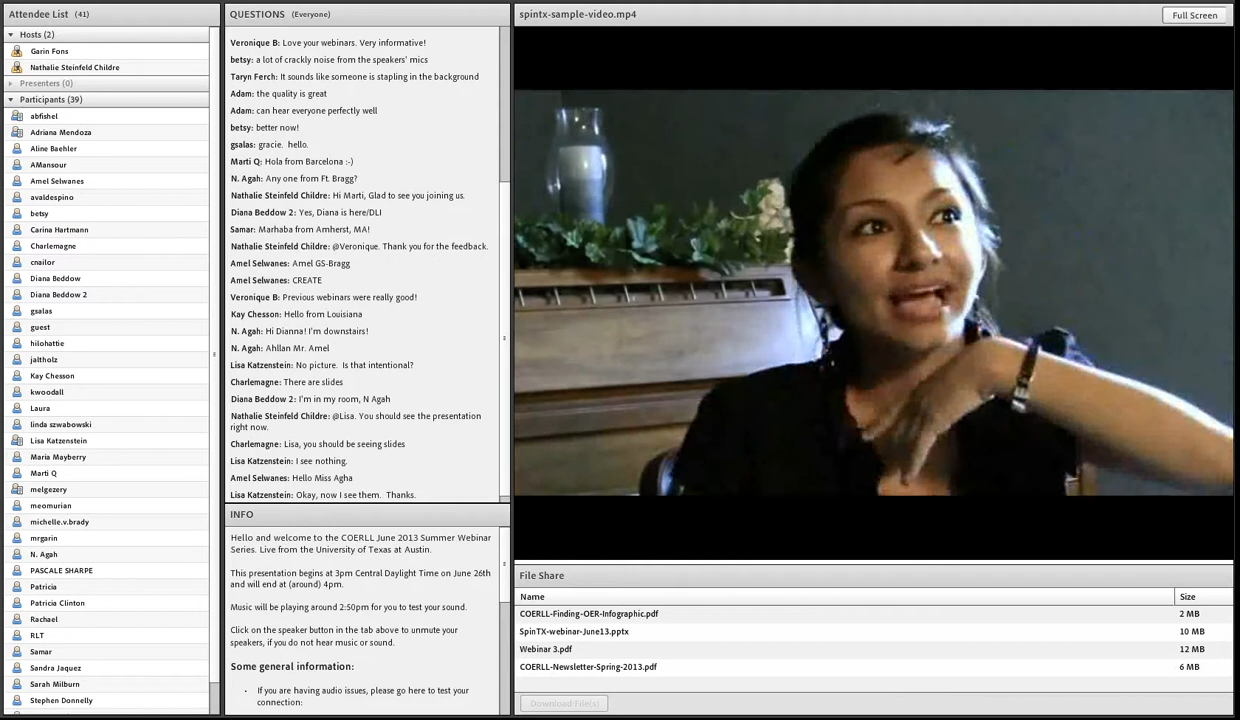 Attendee List (41)
Hosts (2)
Garin Fons
Nathalie Steinfeld Childre
Presenters (0)
Participants (39)
abfishel
Adriana Mendoza
Aline Baehler
AMansour
Amel Selwanes
avaldespino
betsy
Carina Hartmann
Charlemagne
cnailor
Diana Beddow
Diana Beddow 2
gsalas
guest
hilohattie
jaltholz
Kay Chesson
kwoodall
Laura
linda szwabowski
Lisa Katzenstein
Maria Mayberry
Marti Q
melgezery
meomurian
michelle.v.brady
mrgarin
N. Agah
PASCALE SHARPE
Patricia
Patricia Clinton
Rachael
RLT
Samar
Sandra Jaquez
Sarah Milburn
Stephen Donnelly
QUESTIONS (Everyone)
Veronique B: Love your webinars. Very informative!
betsy: a lot of crackly noise from the speakers' mics
Taryn Ferch: It sounds like someone is stapling in the background
Adam: the quality is great
Adam: can hear everyone perfectly well
betsy: better now!
gsalas: gracie. hello.
Marti Q: Hola from Barcelona :-)
N. Agah: Any one from Ft. Bragg?
Nathalie Steinfeld Childre: Hi Marti, Glad to see you joining us.
Diana Beddow 2: Yes, Diana is here/DLI
Samar: Marhaba from Amherst, MA!
Nathalie Steinfeld Childre: @Veronique. Thank you for the feedback.
Amel Selwanes: Amel GS-Bragg
Amel Selwanes: CREATE
Veronique B: Previous webinars were really good!
Kay Chesson: Hello from Louisiana
N. Agah: Hi Dianna! I'm downstairs!
N. Agah: Ahllan Mr. Amel
Lisa Katzenstein: No picture. Is that intentional?
Charlemagne: There are slides
Diana Beddow 2: I'm in my room, N Agah
Nathalie Steinfeld Childre: @Lisa. You should see the presentation
right now.
Charlemagne: Lisa, you should be seeing slides
Lisa Katzenstein: I see nothing.
Amel Selwanes: Hello Miss Agha
Lisa Katzenstein: Okay, now I see them. Thanks.
INFO
Hello and welcome to the COERLL June 2013 Summer Webinar
Series. Live from the University of Texas at Austin.
This presentation begins at 3pm Central Daylight Time on June 26th
and will end at (around) 4pm.
Music will be playing around 2:50pm for you to test your sound.
Click on the speaker button in the tab above to unmute your
speakers, if you do not hear music or sound.
Some general information:
• If you are having audio issues, please go here to test your
connection:
spintx-sample-video.mp4
Full Screen
File Share
Name Size
COERLL-Finding-OER-Infographic.pdf 2 MB
SpinTX-webinar-June13.pptx 10 MB
Webinar 3.pdf 12 MB
COERLL-Newsletter-Spring-2013.pdf 6 MB
Download File(s)